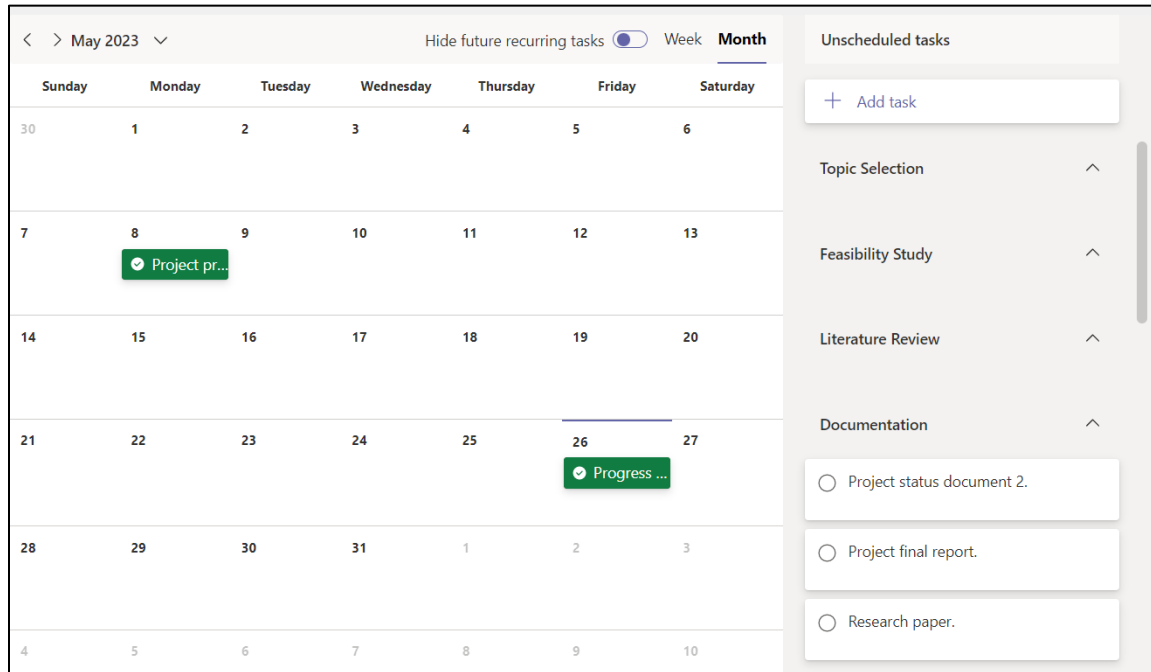 May 2023
Hide future recurring tasks
Week
Month
Sunday Monday Tuesday Wednesday Thursday Friday Saturday
30 1 2 3 4 5 6
7 8 9 10 11 12 13
Project pr...
14 15 16 17 18 19 20
21 22 23 24 25 26 27
Progress ...
28 29 30 31 1 2 3
4 5 6 7 8 9 10
Unscheduled tasks
Add task
Topic Selection
Feasibility Study
Literature Review
Documentation
Project status document 2.
Project final report.
Research paper.